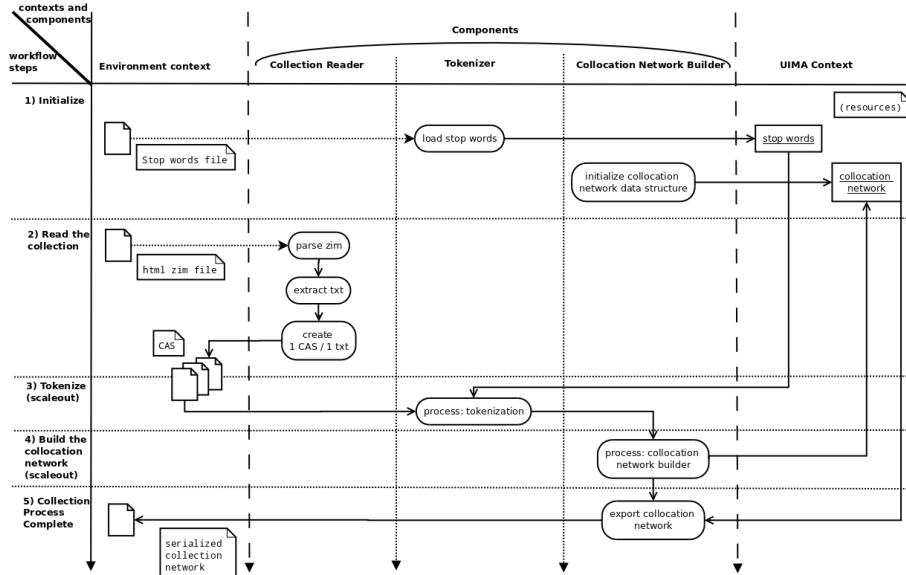 contexts and
components
Components
workflow
steps
Environment context
Collection Reader
Tokenizer
Collocation Network Builder
UIMA Context
1) Initialize
(resources)
load stop words
stop words
Stop words file
initialize collocation
network data structure
collocation
network
2) Read the
collection
parse zim
html zim file
extract txt
create
1 CAS / 1 txt
CAS
3) Tokenize
(scaleout)
process: tokenization
4) Build the
collocation
network
(scaleout)
process: collocation
network builder
5) Collection
Process
Complete
export collocation
network
serialized
collection
network